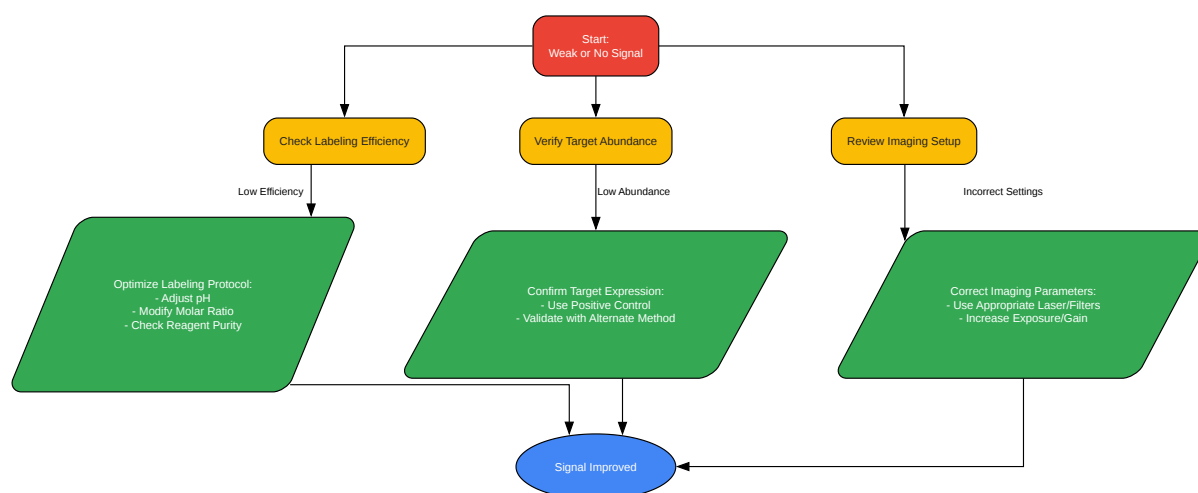 Start:
Weak or No Signal
Check Labeling Efficiency
Verify Target Abundance
Review Imaging Setup
Low Efficiency
Low Abundance
Incorrect Settings
Optimize Labeling Protocol:
- Adjust pH
- Modify Molar Ratio
- Check Reagent Purity
Confirm Target Expression:
- Use Positive Control
- Validate with Alternate Method
Correct Imaging Parameters:
- Use Appropriate Laser/Filters
- Increase Exposure/Gain
Signal Improved